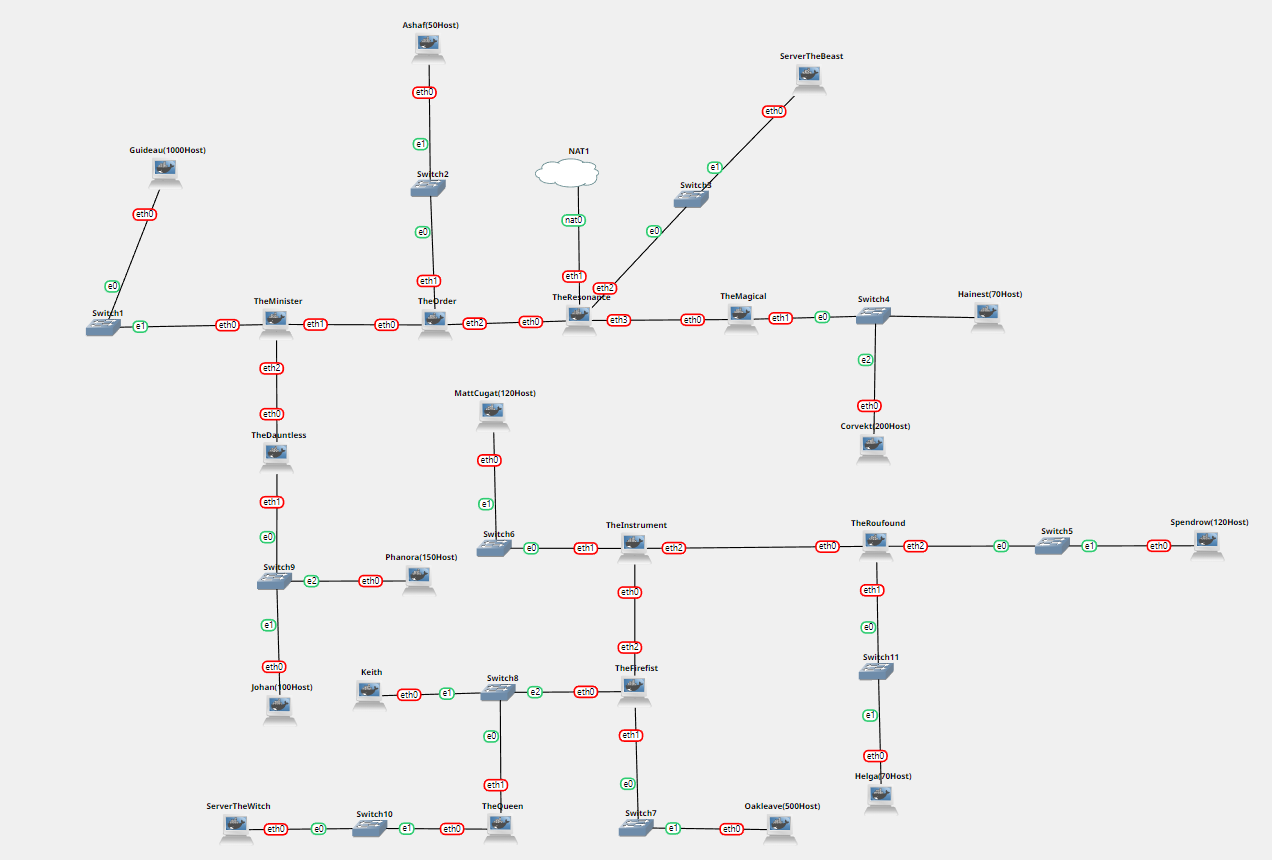 Ashaf(50Host)
eth0
e1
Switch2
e0
eth1
ServerTheBeast
eth0
e1
Switch3
e0
eth2
NAT1
nat0
eth1
Guideau(1000Host)
eth0
e0
Switch1
e1
eth0
TheMinister
eth1
eth0
TheOrder
eth2
eth0
TheResonance
eth3
eth0
TheMagical
eth1
e0
Switch4
Hainest(70Host)
e2
eth0
Corvekt(200Host)
eth2
eth0
TheDauntless
eth1
e0
Switch9
e2
eth0
Phanora(150Host)
e1
eth0
Johan(100Host)
MattCugat(120Host)
eth0
e1
Switch6
e0
eth1
TheInstrument
eth2
eth0
TheRoufound
eth2
e0
Switch5
e1
eth0
Spendrow(120Host)
eth0
eth2
TheFirefist
eth1
e0
Switch11
e1
eth0
Helga(70Host)
Keith
eth0
e1
Switch8
e2
eth0
e0
eth1
TheQueen
eth1
e0
Switch7
e1
eth0
Oakleave(500Host)
ServerTheWitch
eth0
e0
Switch10
e1
eth0